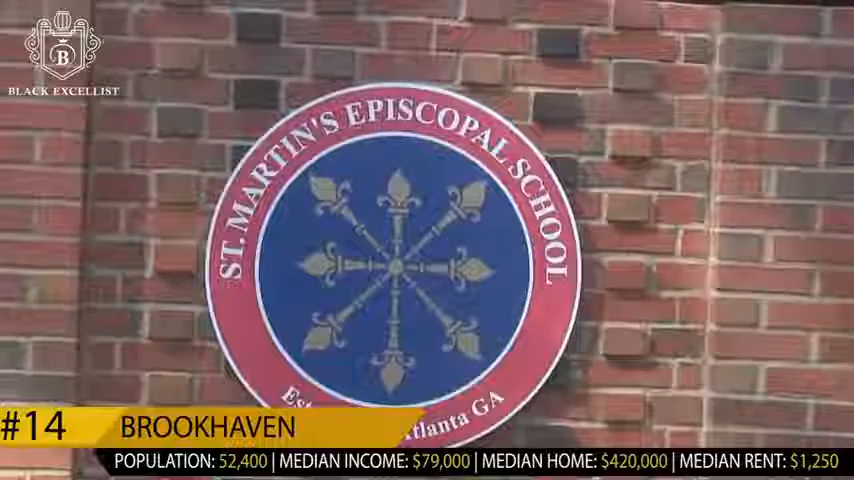 B
BLACK EXCELLIST
ST. MARTIN'S EPISCOPAL SCHOOL
Est
Atlanta GA
#14 BROOKHAVEN
POPULATION: 52,400 | MEDIAN INCOME: $79,000 | MEDIAN HOME: $420,000 | MEDIAN RENT: $1,250